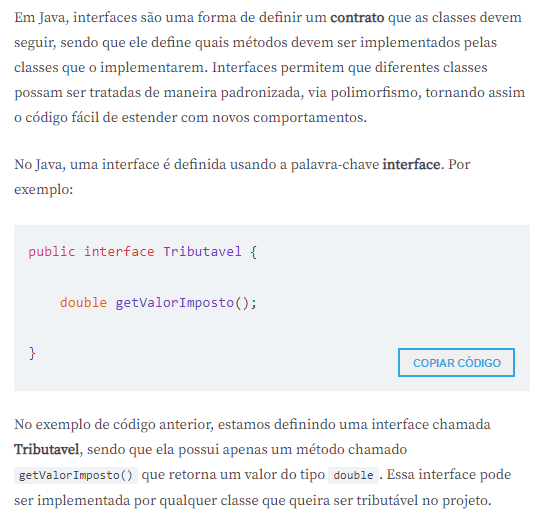 Em Java, interfaces são uma forma de definir um contrato que as classes devem
seguir, sendo que ele define quais métodos devem ser implementados pelas
classes que o implementarem. Interfaces permitem que diferentes classes
possam ser tratadas de maneira padronizada, via polimorfismo, tornando assim
o código fácil de estender com novos comportamentos.
No Java, uma interface é definida usando a palavra-chave interface. Por
exemplo:
public interface Tributavel {
double getValorImposto();
}
COPIAR CÓDIGO
No exemplo de código anterior, estamos definindo uma interface chamada
Tributavel, sendo que ela possui apenas um método chamado
getValorImposto() que retorna um valor do tipo double. Essa interface pode
ser implementada por qualquer classe que queira ser tributável no projeto.